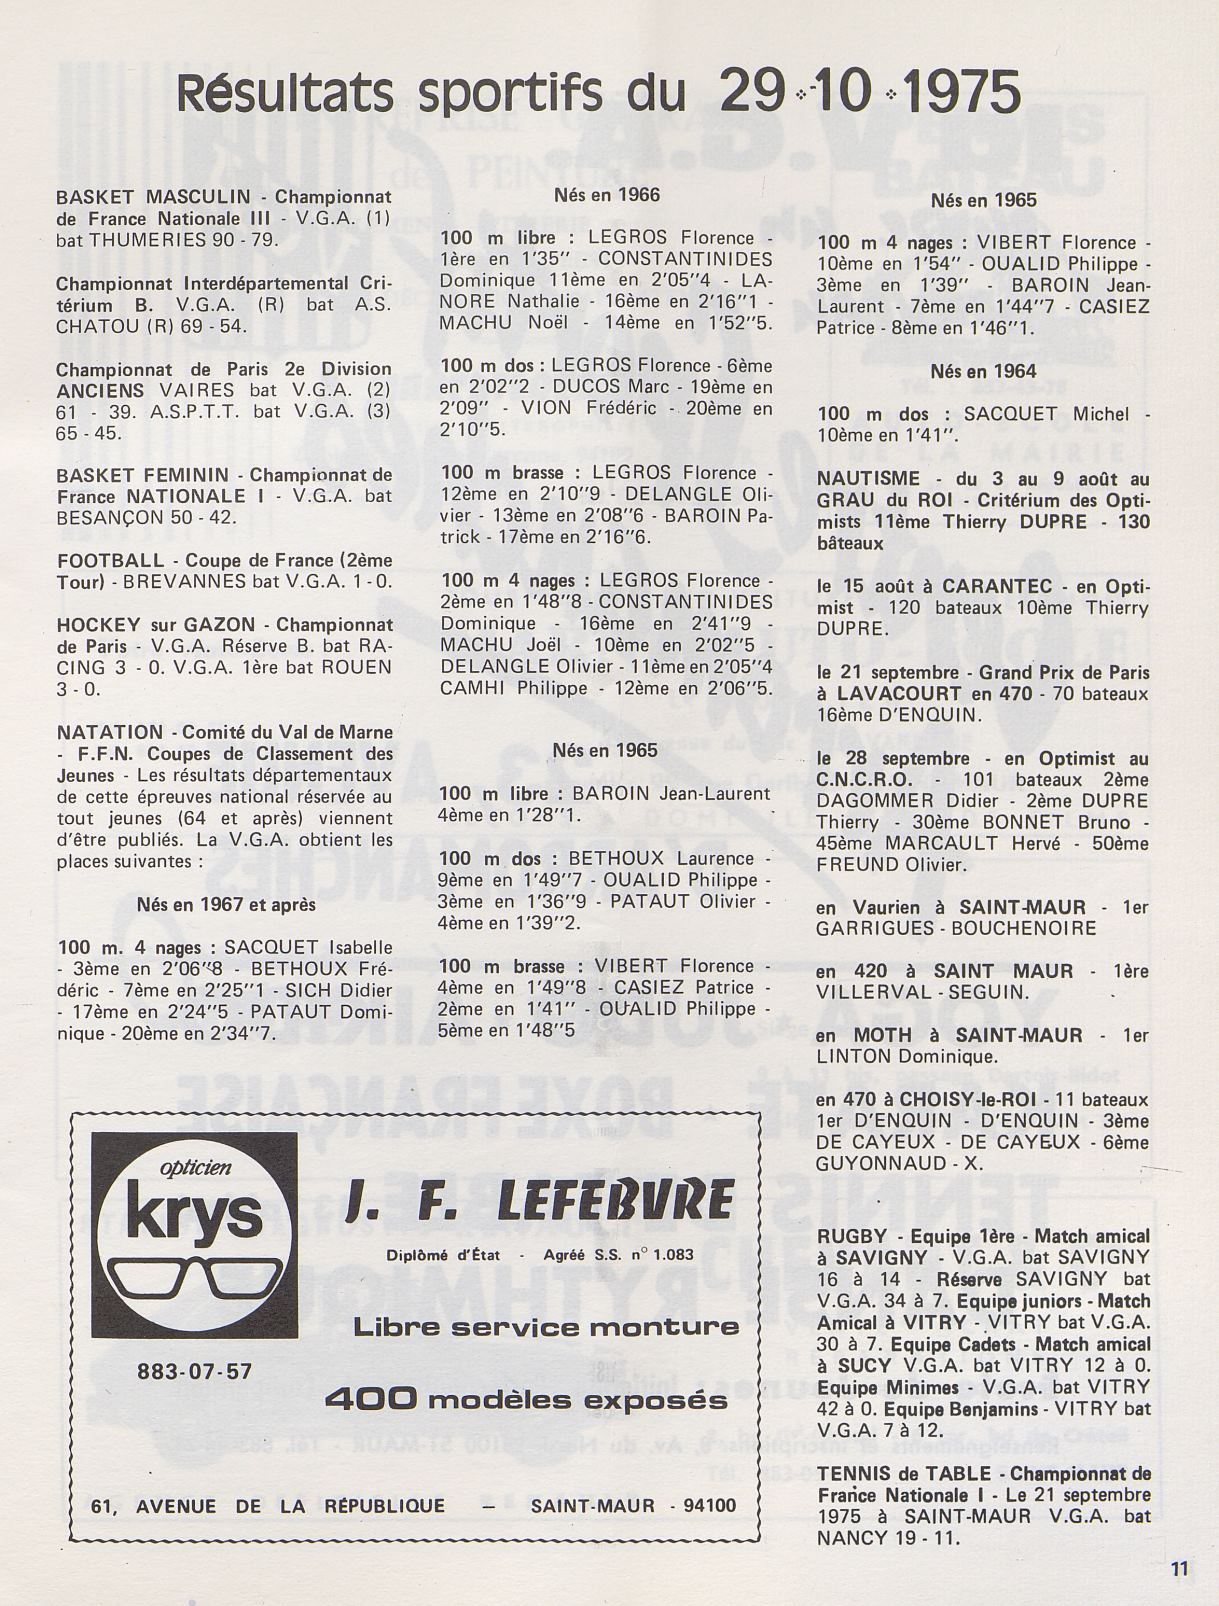 Résultats sportifs du 29-10-1975
BASKET MASCULIN - Championnat
de France Nationale III - V.G.A. (1)
bat THUMERIES 90 - 79.
Championnat Interdépartemental Cri-
térium B. V.G.A. (R) bat A.S.
CHATOU (R) 69 - 54.
Championnat de Paris 2e Division
ANCIENS VAIRES bat V.G.A. (2)
61 - 39. A.S.P.T.T. bat V.G.A. (3)
65 - 45.
BASKET FEMININ - Championnat de
France NATIONALE I - V.G.A. bat
BESANÇON 50 - 42.
FOOTBALL - Coupe de France (2ème
Tour) - BREVANNES bat V.G.A. 1 - 0.
HOCKEY sur GAZON - Championnat
de Paris - V.G.A. Réserve B. bat RA-
CING 3 - 0. V.G.A. 1ère bat ROUEN
3 - 0.
NATATION - Comité du Val de Marne
- F.F.N. Coupes de Classement des
Jeunes - Les résultats départementaux
de cette épreuves national réservée au
tout jeunes (64 et après) viennent
d'être publiés. La V.G.A. obtient les
places suivantes :
Nés en 1967 et après
100 m. 4 nages : SACQUET Isabelle
- 3ème en 2'06"8 - BETHOUX Fré-
déric - 7ème en 2'25"1 - SICH Didier
- 17ème en 2'24"5 - PATAUT Domi-
nique - 20ème en 2'34"7.
Nés en 1966
100 m libre : LEGROS Florence -
1ère en 1'35" - CONSTANTINIDES
Dominique 11ème en 2'05"4 - LA-
NORE Nathalie - 16ème en 2'16"1 -
MACHU Noël - 14ème en 1'52"5.
100 m dos : LEGROS Florence - 6ème
en 2'02"2 - DUCOS Marc - 19ème en
2'09" - VION Frédéric - 20ème en
2'10"5.
100 m brasse : LEGROS Florence -
12ème en 2'10"9 - DELANGLE Oli-
vier - 13ème en 2'08"6 - BAROIN Pa-
trick - 17ème en 2'16"6.
100 m 4 nages : LEGROS Florence -
2ème en 1'48"8 - CONSTANTINIDES
Dominique - 16ème en 2'41"9 -
MACHU Joël - 10ème en 2'02"5 -
DELANGLE Olivier - 11ème en 2'05"4
CAMHI Philippe - 12ème en 2'06"5.
Nés en 1965
100 m libre : BAROIN Jean-Laurent
4ème en 1'28"1.
100 m dos : BETHOUX Laurence -
9ème en 1'49"7 - OUALID Philippe -
3ème en 1'36"9 - PATAUT Olivier -
4ème en 1'39"2.
100 m brasse : VIBERT Florence -
4ème en 1'49"8 - CASIEZ Patrice -
2ème en 1'41" - OUALID Philippe -
5ème en 1'48"5
Nés en 1965
100 m 4 nages : VIBERT Florence -
10ème en 1'54" - OUALID Philippe -
3ème en 1'39" - BAROIN Jean-
Laurent - 7ème en 1'44"7 - CASIEZ
Patrice - 8ème en 1'46"1.
Nés en 1964
100 m dos : SACQUET Michel -
10ème en 1'41".
NAUTISME - du 3 au 9 août au
GRAU du ROI - Critérium des Opti-
mists 11ème Thierry DUPRE - 130
bâteaux
le 15 août à CARANTEC - en Opti-
mist - 120 bateaux 10ème Thierry
DUPRE.
le 21 septembre - Grand Prix de Paris
à LAVACOURT en 470 - 70 bateaux
16ème D'ENQUIN.
le 28 septembre - en Optimist au
C.N.C.R.O. - 101 bateaux 2ème
DAGOMMER Didier - 2ème DUPRE
Thierry - 30ème BONNET Bruno -
45ème MARCAULT Hervé - 50ème
FREUND Olivier.
en Vaurien à SAINT-MAUR - 1er
GARRIGUES - BOUCHENOIRE
en 420 à SAINT MAUR - 1ère
VILLERVAL - SEGUIN.
en MOTH à SAINT-MAUR - 1er
LINTON Dominique.
en 470 à CHOISY-le-ROI - 11 bateaux
1er D'ENQUIN - D'ENQUIN - 3ème
DE CAYEUX - DE CAYEUX - 6ème
GUYONNAUD - X.
RUGBY - Equipe 1ère - Match amical
à SAVIGNY - V.G.A. bat SAVIGNY
16 à 14 - Réserve SAVIGNY bat
V.G.A. 34 à 7. Equipe juniors - Match
Amical à VITRY - VITRY bat V.G.A.
30 à 7. Equipe Cadets - Match amical
à SUCY V.G.A. bat VITRY 12 à 0.
Equipe Minimes - V.G.A. bat VITRY
42 à 0. Equipe Benjamins - VITRY bat
V.G.A. 7 à 12.
TENNIS de TABLE - Championnat de
France Nationale I - Le 21 septembre
1975 à SAINT-MAUR V.G.A. bat
NANCY 19 - 11.
opticien
krys
883-07-57
J. F. LEFEBVRE
Diplômé d'État - Agréé S.S. n° 1.083
Libre service monture
400 modèles exposés
61, AVENUE DE LA RÉPUBLIQUE — SAINT-MAUR - 94100
11